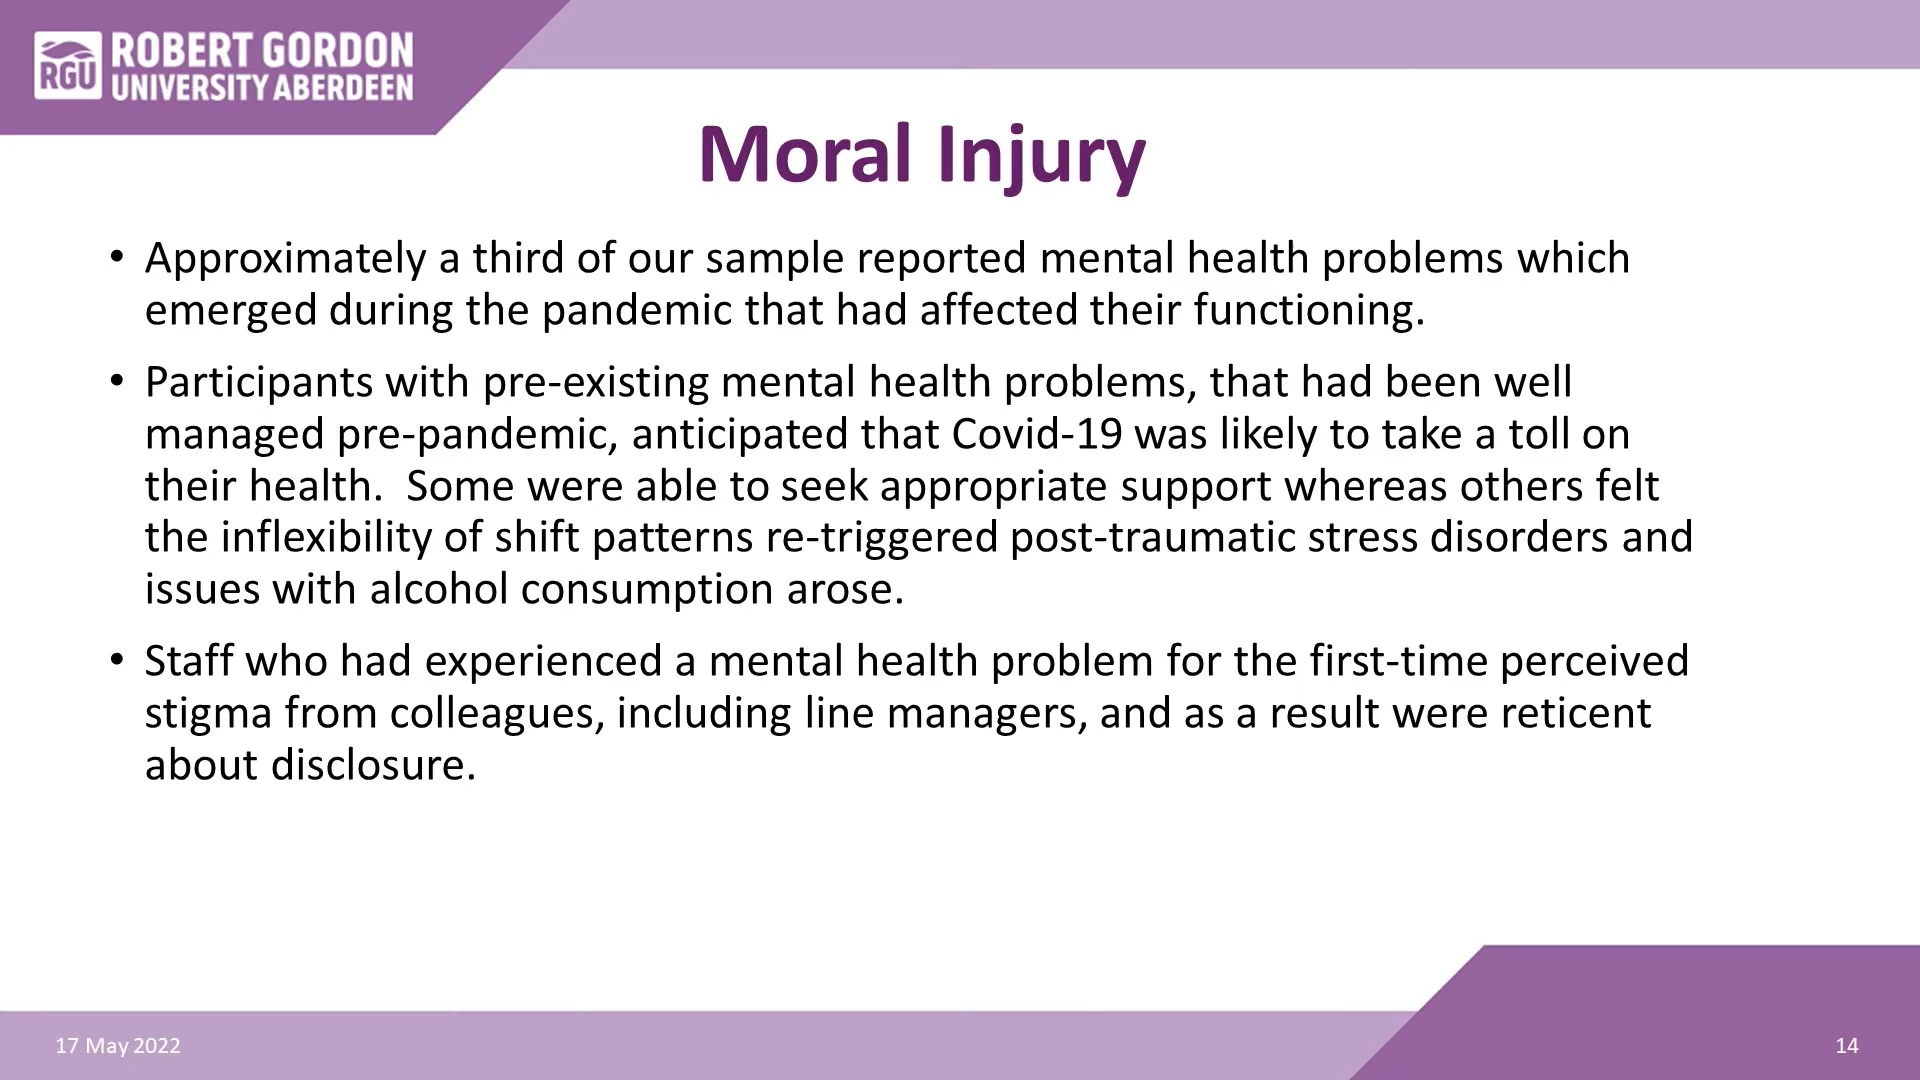 RGU ROBERT GORDON
UNIVERSITY ABERDEEN
Moral Injury
• Approximately a third of our sample reported mental health problems which
emerged during the pandemic that had affected their functioning.
• Participants with pre-existing mental health problems, that had been well
managed pre-pandemic, anticipated that Covid-19 was likely to take a toll on
their health.  Some were able to seek appropriate support whereas others felt
the inflexibility of shift patterns re-triggered post-traumatic stress disorders and
issues with alcohol consumption arose.
• Staff who had experienced a mental health problem for the first-time perceived
stigma from colleagues, including line managers, and as a result were reticent
about disclosure.
17 May 2022
14